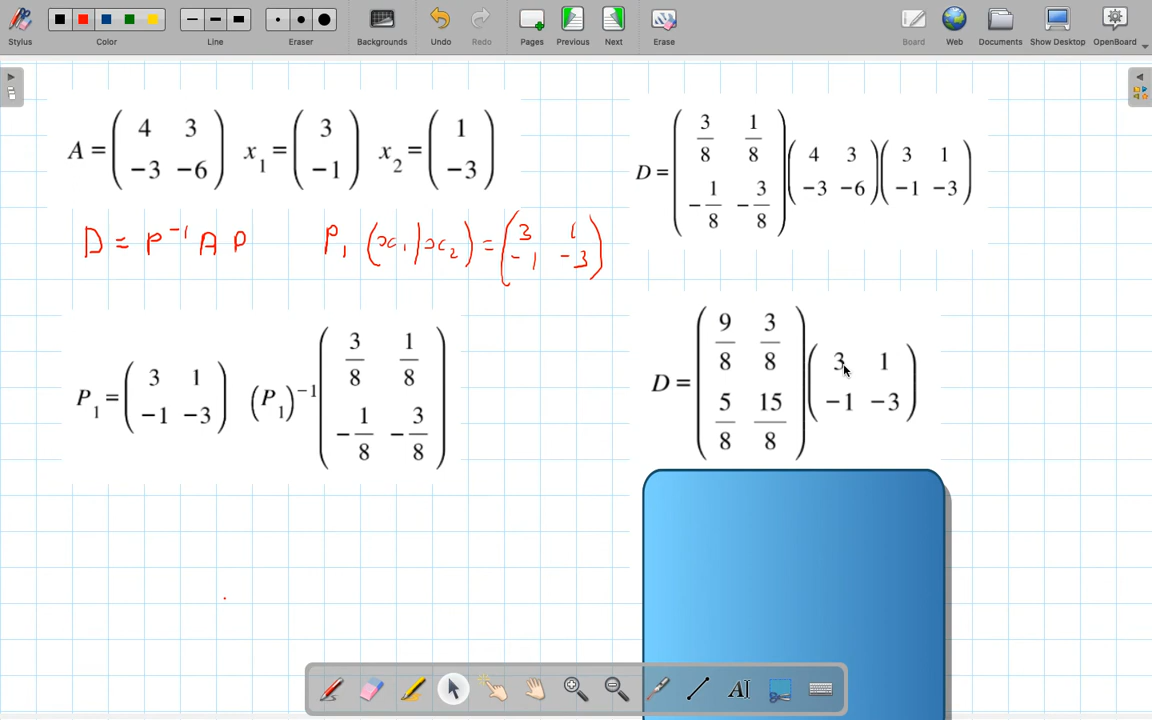 Stylus Color Line Eraser Backgrounds Undo Redo Pages Previous Next Erase Board Web Documents Show Desktop OpenBoard
A = ( 4 3 ; −3 −6 ) x₁ = ( 3 ; −1 ) x₂ = ( 1 ; −3 )
D = P⁻¹ A P P₁ (x₁ | x₂) = ( 3 1 ; -1 -3 )
P₁ = ( 3 1 ; −1 −3 ) (P₁)⁻¹ ( 3/8 1/8 ; −1/8 −3/8 )
D = ( 3/8 1/8 ; −1/8 −3/8 ) ( 4 3 ; −3 −6 ) ( 3 1 ; −1 −3 )
D = ( 9/8 3/8 ; 5/8 15/8 ) ( 3 1 ; −1 −3 )
AI